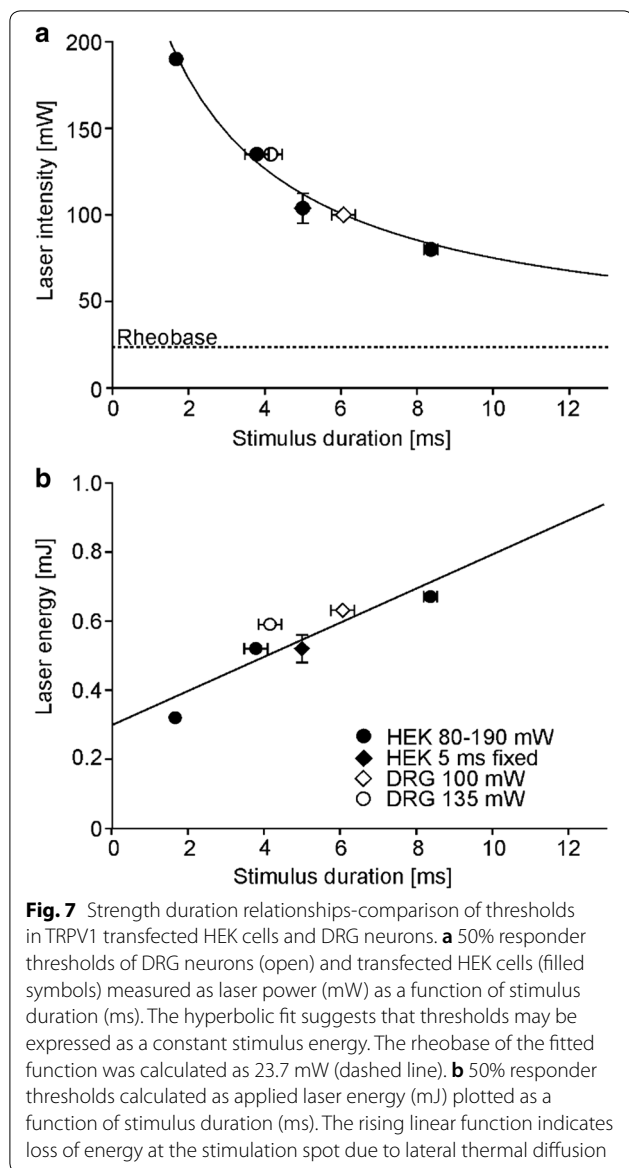 a
200
150
100
50
0
Laser intensity [mW]
Rheobase
0 2 4 6 8 10 12
Stimulus duration [ms]
b
1.0
0.8
0.6
0.4
0.2
0
Laser energy [mJ]
HEK 80-190 mW
HEK 5 ms fixed
DRG 100 mW
DRG 135 mW
0 2 4 6 8 10 12
Stimulus duration [ms]
Fig. 7 Strength duration relationships-comparison of thresholds
in TRPV1 transfected HEK cells and DRG neurons. a 50% responder
thresholds of DRG neurons (open) and transfected HEK cells (filled
symbols) measured as laser power (mW) as a function of stimulus
duration (ms). The hyperbolic fit suggests that thresholds may be
expressed as a constant stimulus energy. The rheobase of the fitted
function was calculated as 23.7 mW (dashed line). b 50% responder
thresholds calculated as applied laser energy (mJ) plotted as a
function of stimulus duration (ms). The rising linear function indicates
loss of energy at the stimulation spot due to lateral thermal diffusion